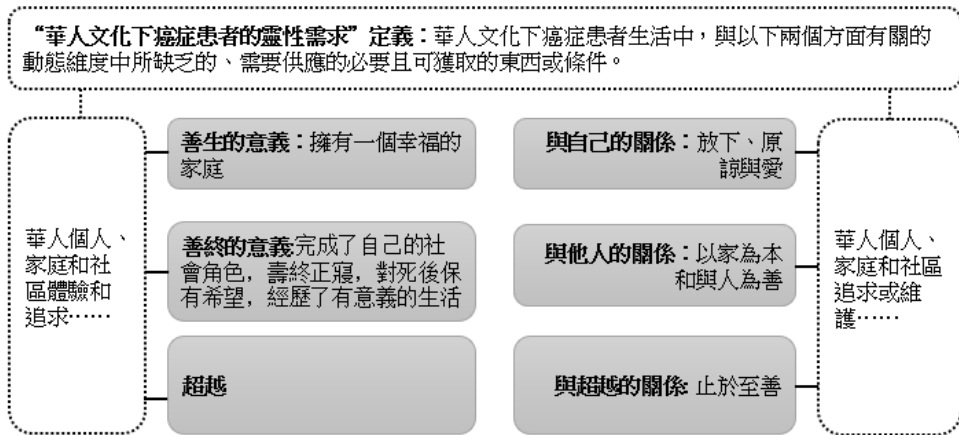 “華人文化下癌症患者的靈性需求”定義：華人文化下癌症患者生活中，與以下兩個方面有關的
動態維度中所缺乏的、需要供應的必要且可獲取的東西或條件。
華人個人、
家庭和社
區體驗和
追求……
善生的意義：擁有一個幸福的
家庭
善終的意義:完成了自己的社
會角色，壽終正寢，對死後保
有希望，經歷了有意義的生活
超越
與自己的關係：放下、原
諒與愛
與他人的關係：以家為本
和與人為善
與超越的關係: 止於至善
華人個人、
家庭和社區
追求或維
護……